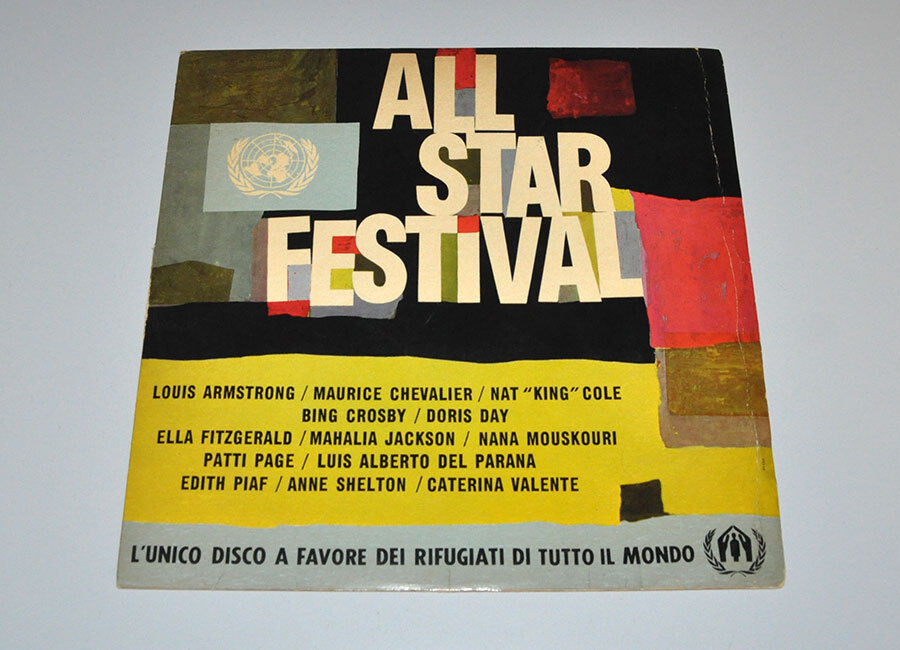 ALL
STAR
FESTiVAL
LOUIS ARMSTRONG / MAURICE CHEVALIER / NAT "KING" COLE
BING CROSBY / DORIS DAY
ELLA FITZGERALD / MAHALIA JACKSON / NANA MOUSKOURI
PATTI PAGE / LUIS ALBERTO DEL PARANA
EDITH PIAF / ANNE SHELTON / CATERINA VALENTE
L'UNICO DISCO A FAVORE DEI RIFUGIATI DI TUTTO IL MONDO